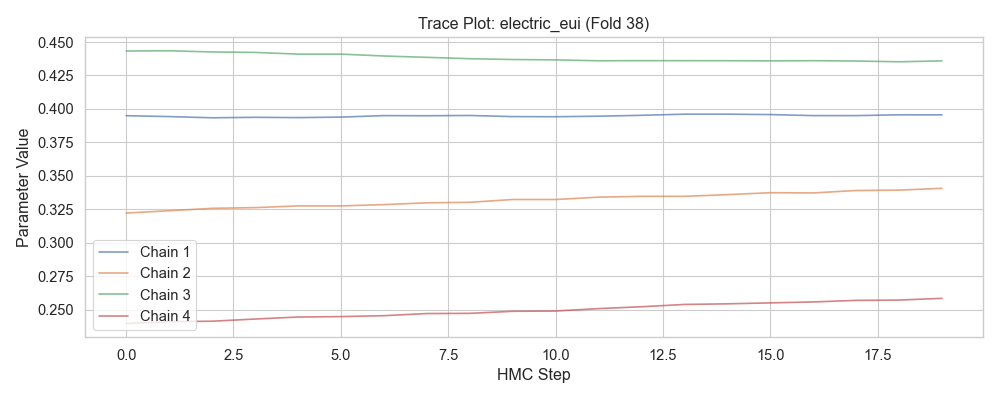 Trace Plot: electric_eui (Fold 38)
Parameter Value
0.450
0.425
0.400
0.375
0.350
0.325
0.300
0.275
0.250
Chain 1
Chain 2
Chain 3
Chain 4
0.0 2.5 5.0 7.5 10.0 12.5 15.0 17.5
HMC Step